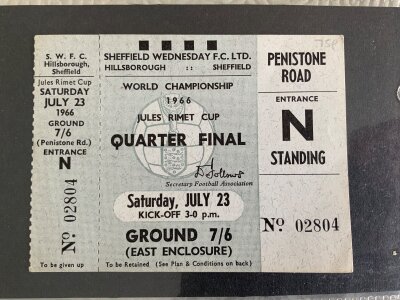 S. W. F. C.
Hillsborough,
Sheffield
Jules Rimet Cup
SATURDAY
JULY 23
1966
GROUND
7/6
(Penistone Rd.)
Entrance
N
No. 02804
To be given up
SHEFFIELD WEDNESDAY F.C. LTD.
HILLSBOROUGH :: SHEFFIELD
WORLD CHAMPIONSHIP
1966
JULES RIMET CUP
QUARTER FINAL
Secretary Football Association
Saturday, JULY 23
KICK-OFF 3-0 p.m.
GROUND 7/6
(EAST ENCLOSURE)
To be Retained (See Plan & Conditions on back)
PENISTONE
ROAD
ENTRANCE
N
STANDING
No. 02804